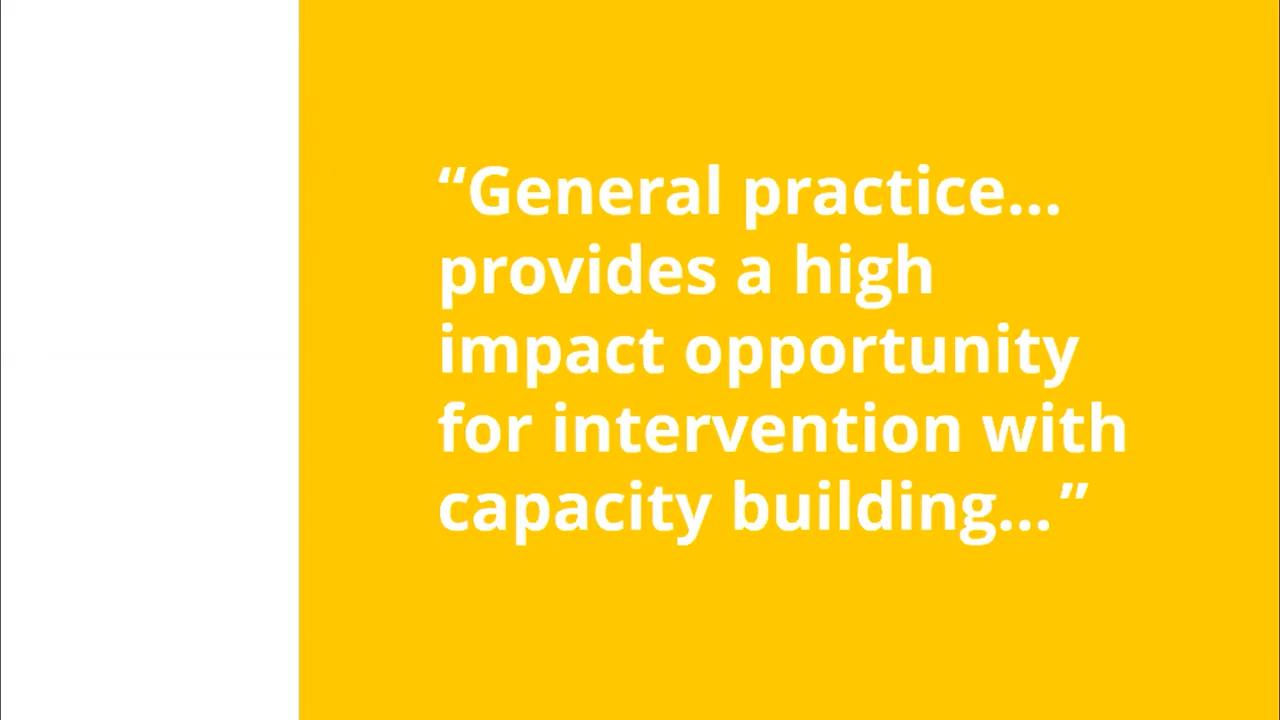 “General practice...
provides a high
impact opportunity
for intervention with
capacity building...”